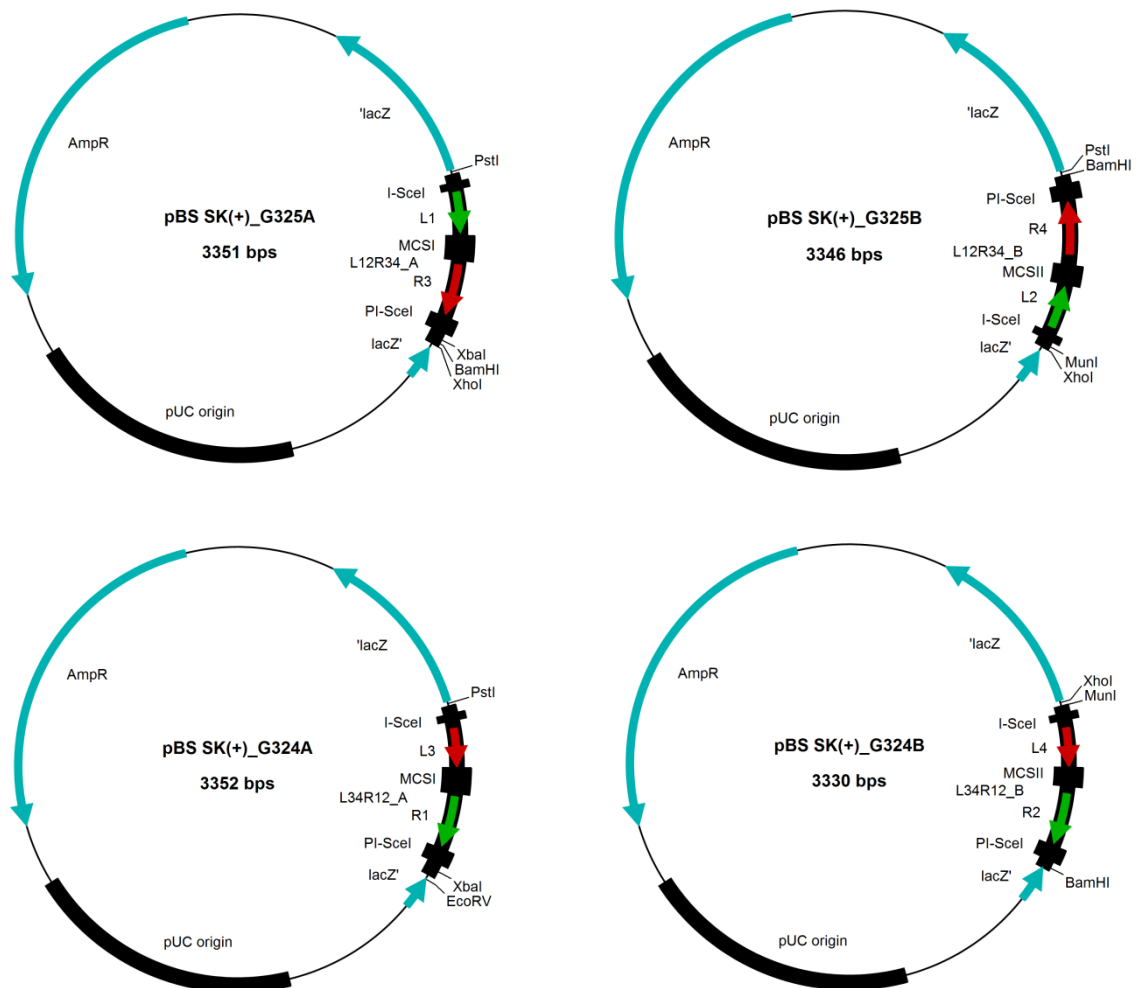 'lacZ
AmpR
PstI
I-SceI
L1
pBS SK(+)_G325A
3351 bps
MCSI
L12R34_A
R3
PI-SceI
lacZ'
XbaI
BamHI
XhoI
pUC origin
'lacZ
AmpR
PstI
BamHI
PI-SceI
R4
pBS SK(+)_G325B
3346 bps
L12R34_B
MCSII
L2
I-SceI
lacZ'
MunI
XhoI
pUC origin
'lacZ
AmpR
PstI
I-SceI
L3
pBS SK(+)_G324A
3352 bps
MCSI
L34R12_A
R1
PI-SceI
lacZ'
XbaI
EcoRV
pUC origin
'lacZ
AmpR
XhoI
MunI
I-SceI
L4
pBS SK(+)_G324B
3330 bps
MCSII
L34R12_B
R2
PI-SceI
lacZ'
BamHI
pUC origin